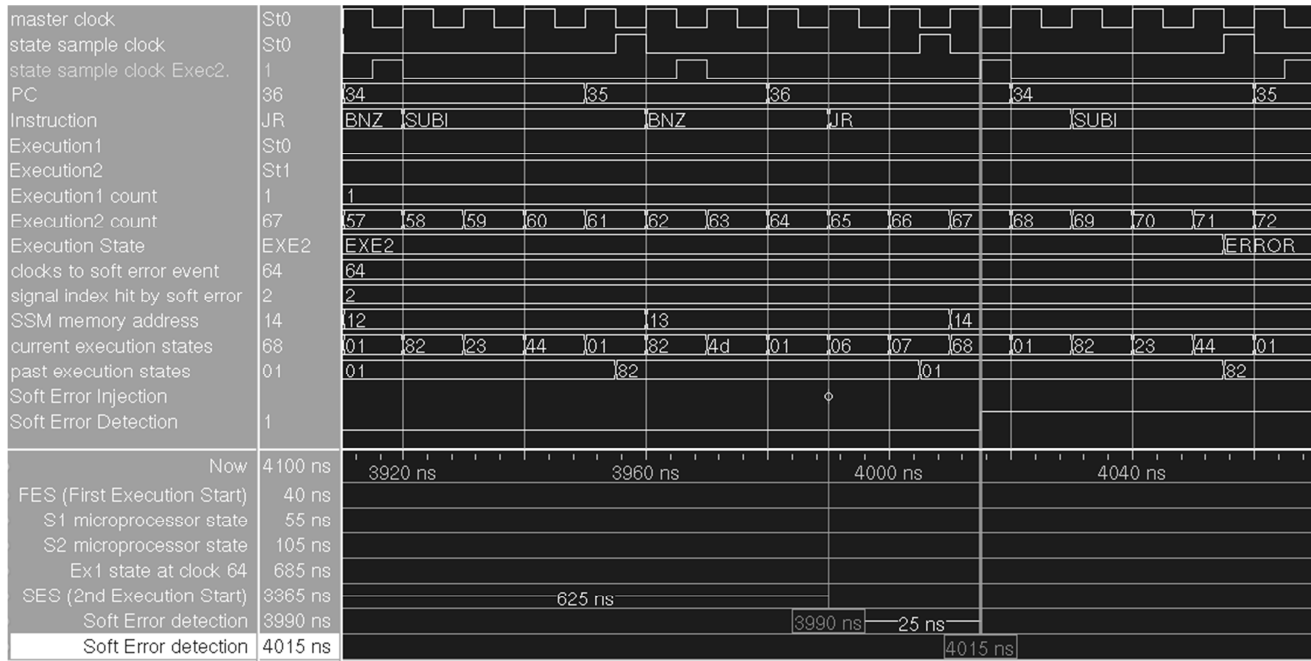 master clock St0
state sample clock St0
state sample clock Exec2. 1
PC 36 34 35 36 34 35
Instruction JR BNZ SUBI BNZ JR SUBI
Execution1 St0
Execution2 St1
Execution1 count 1 1
Execution2 count 67 57 58 59 60 61 62 63 64 65 66 67 68 69 70 71 72
Execution State EXE2 EXE2 ERROR
clocks to soft error event 64 64
signal index hit by soft error 2 2
SSM memory address 14 12 13 14
current execution states 68 01 82 23 44 01 82 4d 01 06 07 68 01 82 23 44 01
past execution states 01 01 82 01 82
Soft Error Injection
Soft Error Detection 1
Now 4100 ns 3920 ns 3960 ns 4000 ns 4040 ns
FES (First Execution Start) 40 ns
S1 microprocessor state 55 ns
S2 microprocessor state 105 ns
Ex1 state at clock 64 685 ns
SES (2nd Execution Start) 3365 ns 625 ns
Soft Error detection 3990 ns 3990 ns 25 ns
Soft Error detection 4015 ns 4015 ns